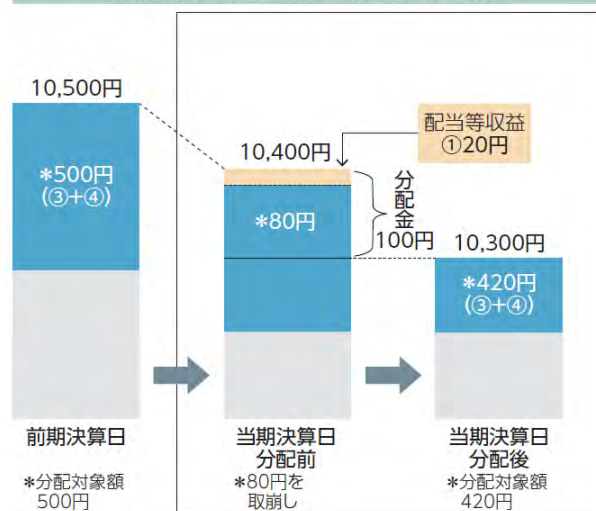 10,500円
*500円
(③+④)
10,400円
配当等収益
①20円
*80円
分配金
100円
10,300円
*420円
(③+④)
前期決算日
当期決算日
分配前
当期決算日
分配後
*分配対象額
500円
*80円を
取崩し
*分配対象額
420円